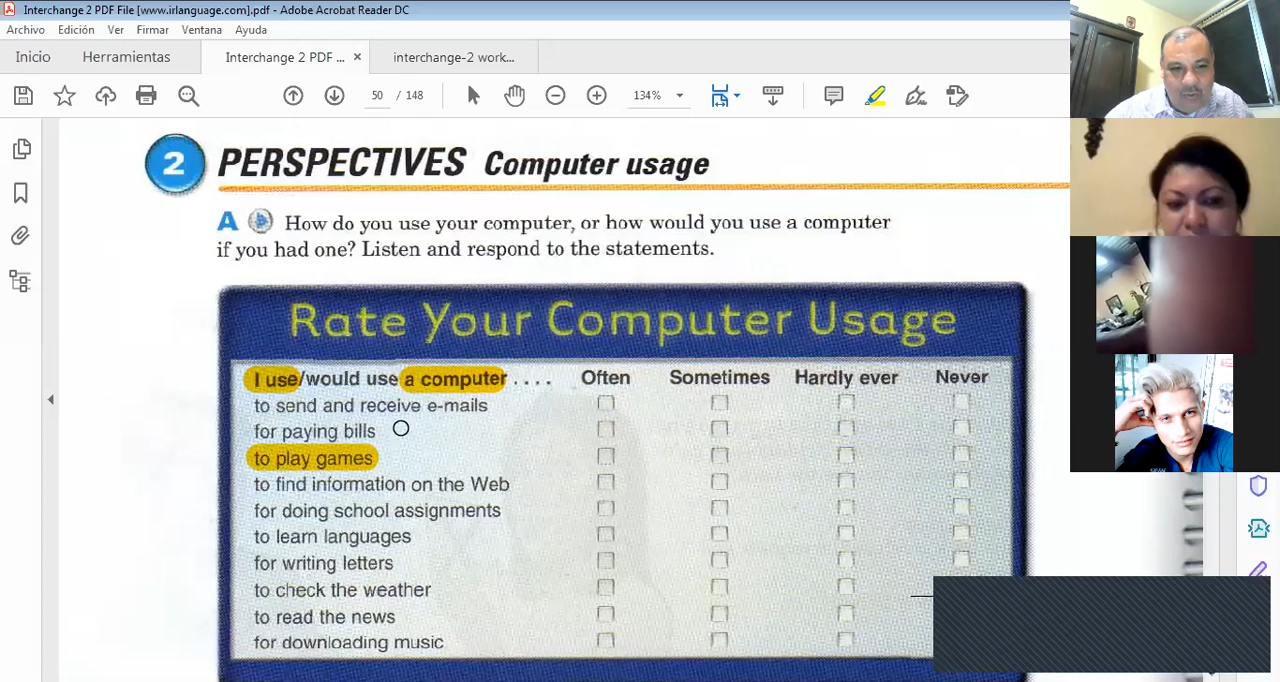 Interchange 2 PDF File [www.irlanguage.com].pdf - Adobe Acrobat Reader DC
Archivo Edición Ver Firmar Ventana Ayuda
Inicio Herramientas Interchange 2 PDF ... × interchange-2 work...
50 / 148 134%
2 PERSPECTIVES Computer usage
A How do you use your computer, or how would you use a computer
if you had one? Listen and respond to the statements.
Rate Your Computer Usage
I use/would use a computer . . . . Often Sometimes Hardly ever Never
to send and receive e-mails
for paying bills
to play games
to find information on the Web
for doing school assignments
to learn languages
for writing letters
to check the weather
to read the news
for downloading music